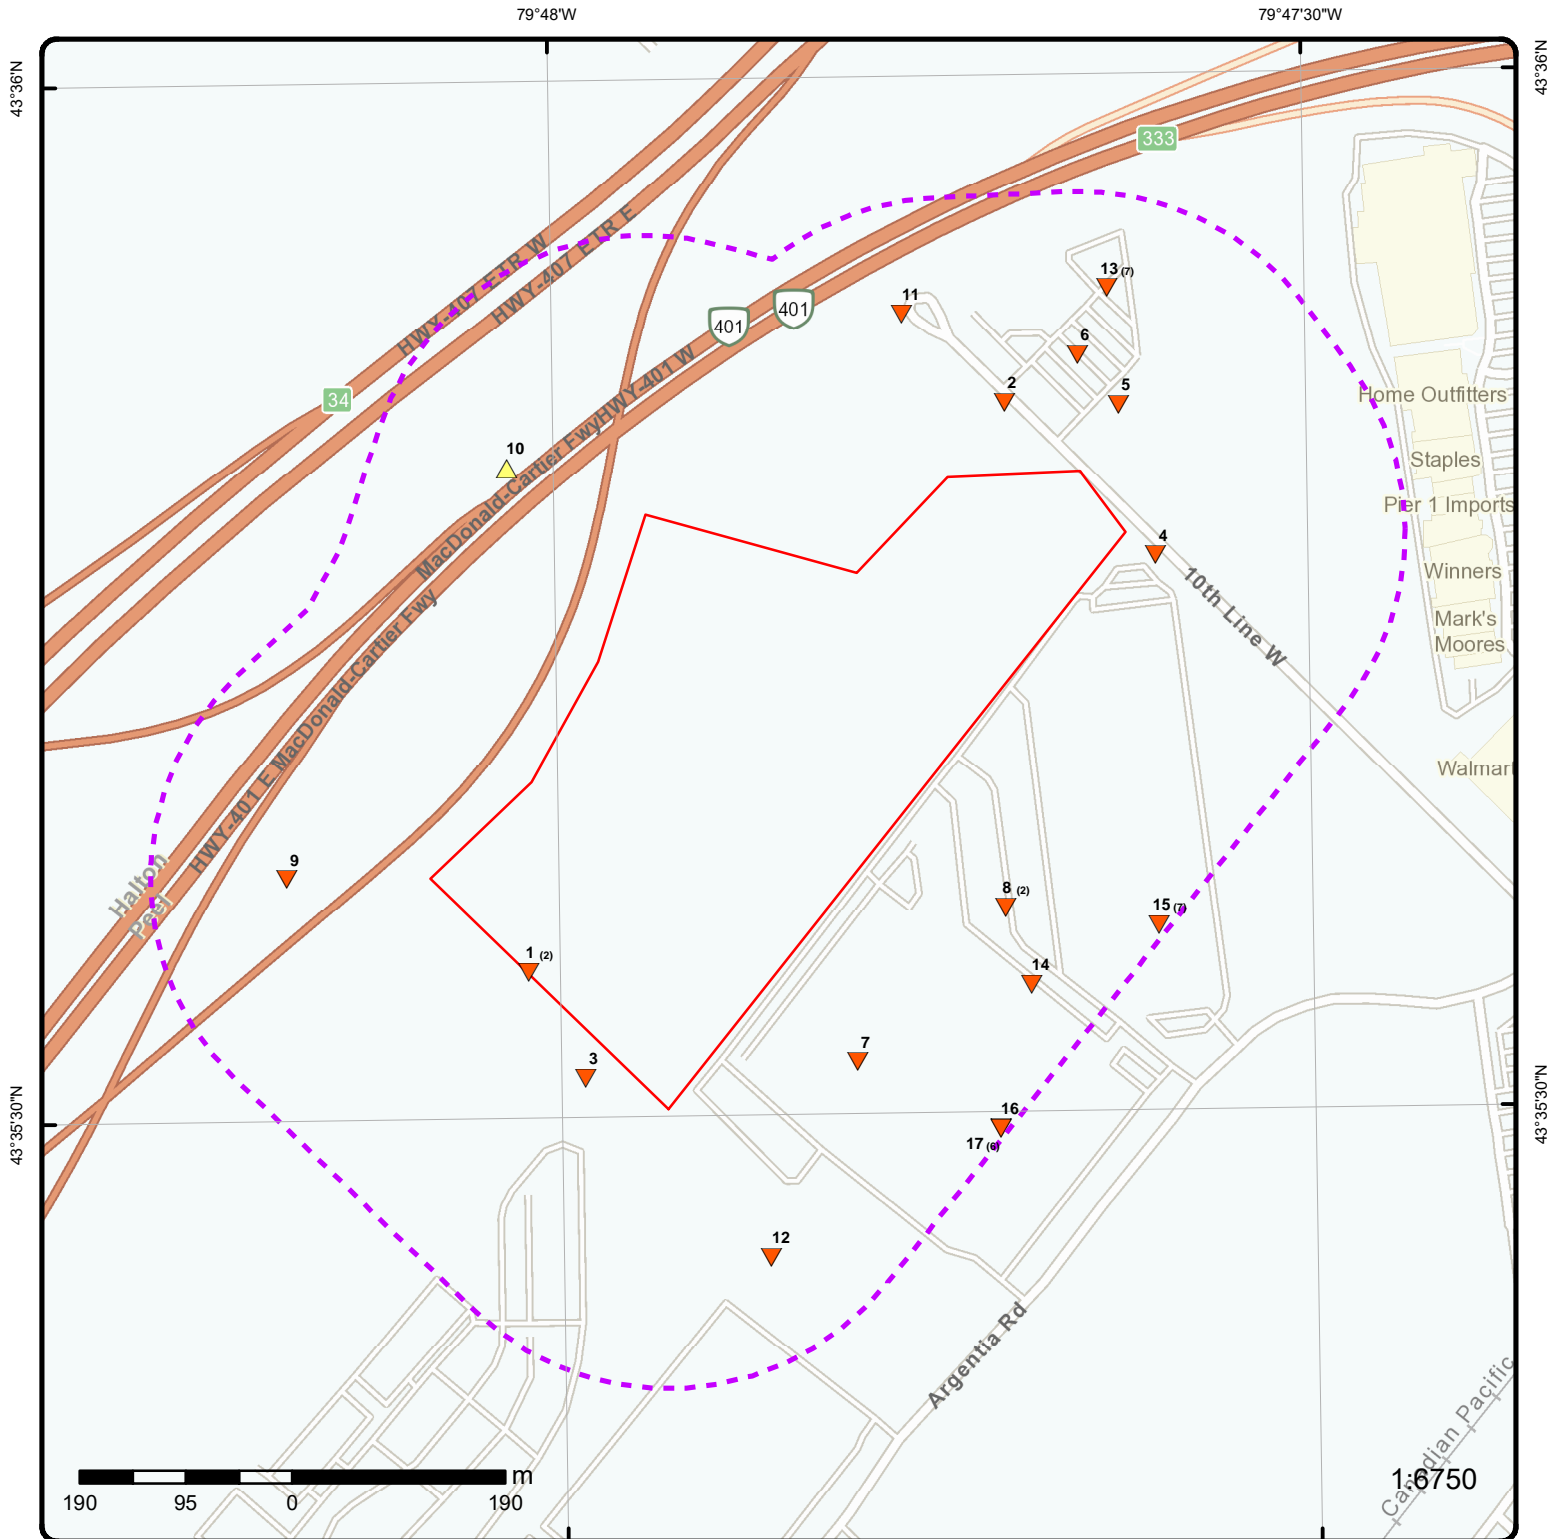 79°48'W
79°47'30"W
43°36'N
43°36'N
333
HWY-407 ETR W
HWY-407 ETR E
13 (7)
11
401
401
6
34
2
5
Home Outfitters
HWY-401 W
MacDonald-Cartier Fwy
10
Staples
Pier 1 Imports
4
Winners
10th Line W
Mark's
Moores
MacDonald-Cartier Fwy
HWY-401 E
Walmart
9
Halton
Peel
8 (2)
15 (7)
1 (2)
14
7
3
43°35'30"N
43°35'30"N
16
17 (6)
12
Argentia Rd
Canadian Pacific
m
190
95
0
190
1:6750